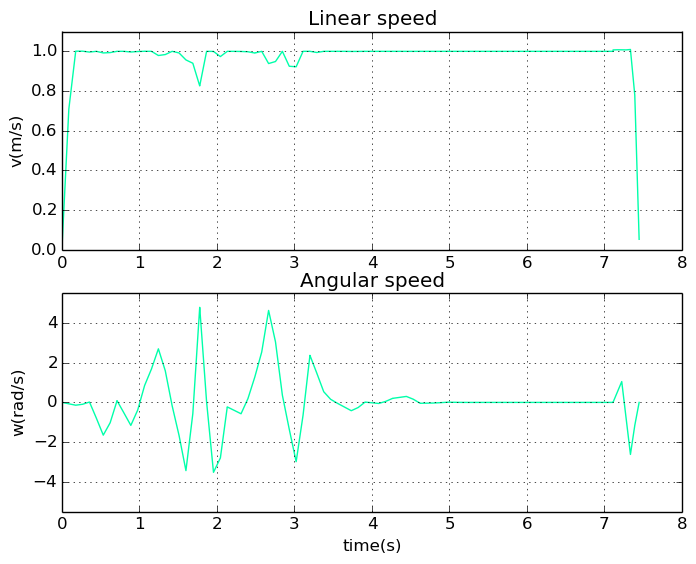 Linear speed
1.0
0.8
0.6
0.4
0.2
0.0
v(m/s)
0 1 2 3 4 5 6 7 8
Angular speed
4
2
0
−2
−4
w(rad/s)
0 1 2 3 4 5 6 7 8
time(s)